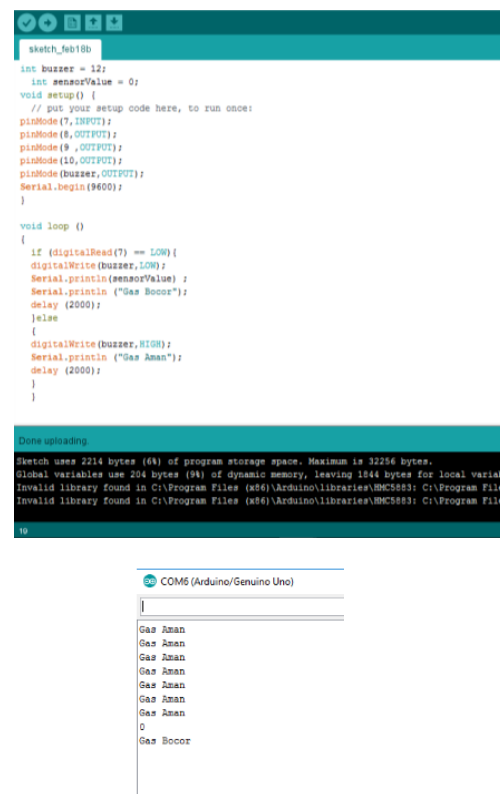 sketch_feb18b
int buzzer = 12;
int sensorValue = 0;
void setup() {
// put your setup code here, to run once:
pinMode(7,INPUT);
pinMode(8,OUTPUT);
pinMode(9 ,OUTPUT);
pinMode(10,OUTPUT);
pinMode(buzzer,OUTPUT);
Serial.begin(9600);
}
void loop ()
{
if (digitalRead(7) == LOW){
digitalWrite(buzzer,LOW);
Serial.println(sensorValue) ;
Serial.println ("Gas Bocor");
delay (2000);
}else
{
digitalWrite(buzzer,HIGH);
Serial.println ("Gas Aman");
delay (2000);
}
}
Done uploading.
Sketch uses 2214 bytes (6%) of program storage space. Maximum is 32256 bytes.
Global variables use 204 bytes (9%) of dynamic memory, leaving 1844 bytes for local variab
Invalid library found in C:\Program Files (x86)\Arduino\libraries\HMC5883: C:\Program File
Invalid library found in C:\Program Files (x86)\Arduino\libraries\HMC5883: C:\Program File
19
COM6 (Arduino/Genuino Uno)
Gas Aman
Gas Aman
Gas Aman
Gas Aman
Gas Aman
Gas Aman
Gas Aman
0
Gas Bocor